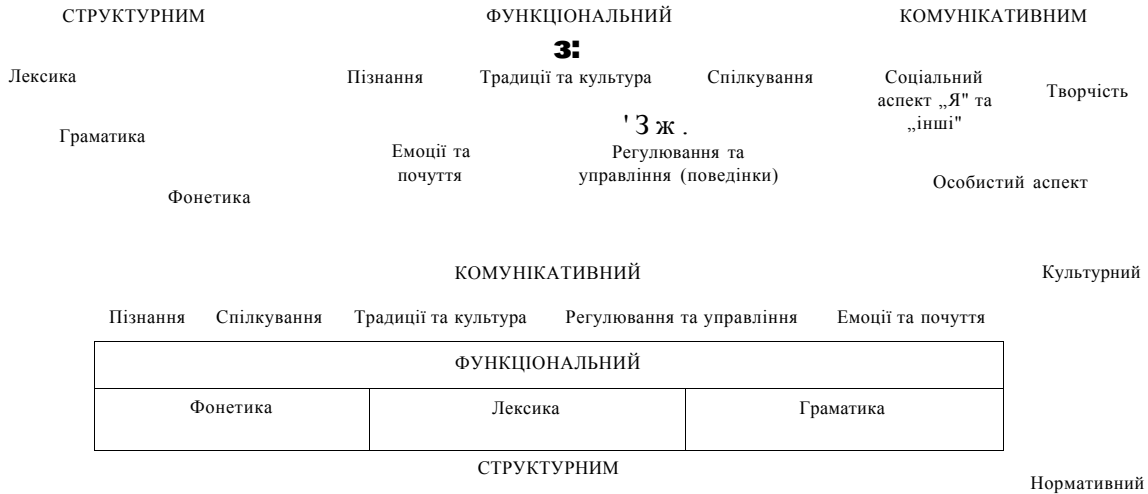 СТРУКТУРНИМ ФУНКЦІОНАЛЬНИЙ КОМУНІКАТИВНИМ
з:
Лексика Пізнання Традиції та культура Спілкування Соціальний
аспект „Я" та
„інші" Творчість
Граматика
' З ж .
Емоції та
почуття
Регулювання та
управління (поведінки)
Особистий аспект
Фонетика
КОМУНІКАТИВНИЙ Культурний
Пізнання Спілкування Традиції та культура Регулювання та управління Емоції та почуття
ФУНКЦІОНАЛЬНИЙ
Фонетика Лексика Граматика
СТРУКТУРНИМ
Нормативний